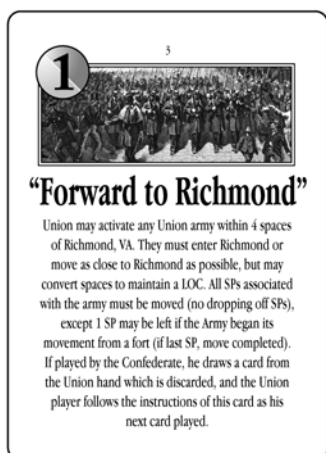 3
1
"Forward to Richmond"
Union may activate any Union army within 4 spaces
of Richmond, VA. They must enter Richmond or
move as close to Richmond as possible, but may
convert spaces to maintain a LOC. All SPs associated
with the army must be moved (no dropping off SPs),
except 1 SP may be left if the Army began its
movement from a fort (if last SP, move completed).
If played by the Confederate, he draws a card from
the Union hand which is discarded, and the Union
player follows the instructions of this card as his
next card played.